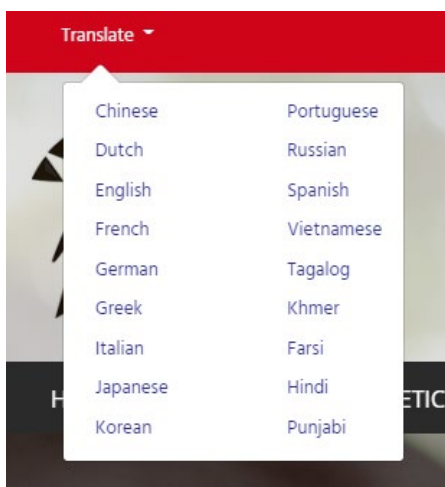 Translate
Chinese
Dutch
English
French
German
Greek
Italian
Japanese
Korean
Portuguese
Russian
Spanish
Vietnamese
Tagalog
Khmer
Farsi
Hindi
Punjabi
H
ETIC